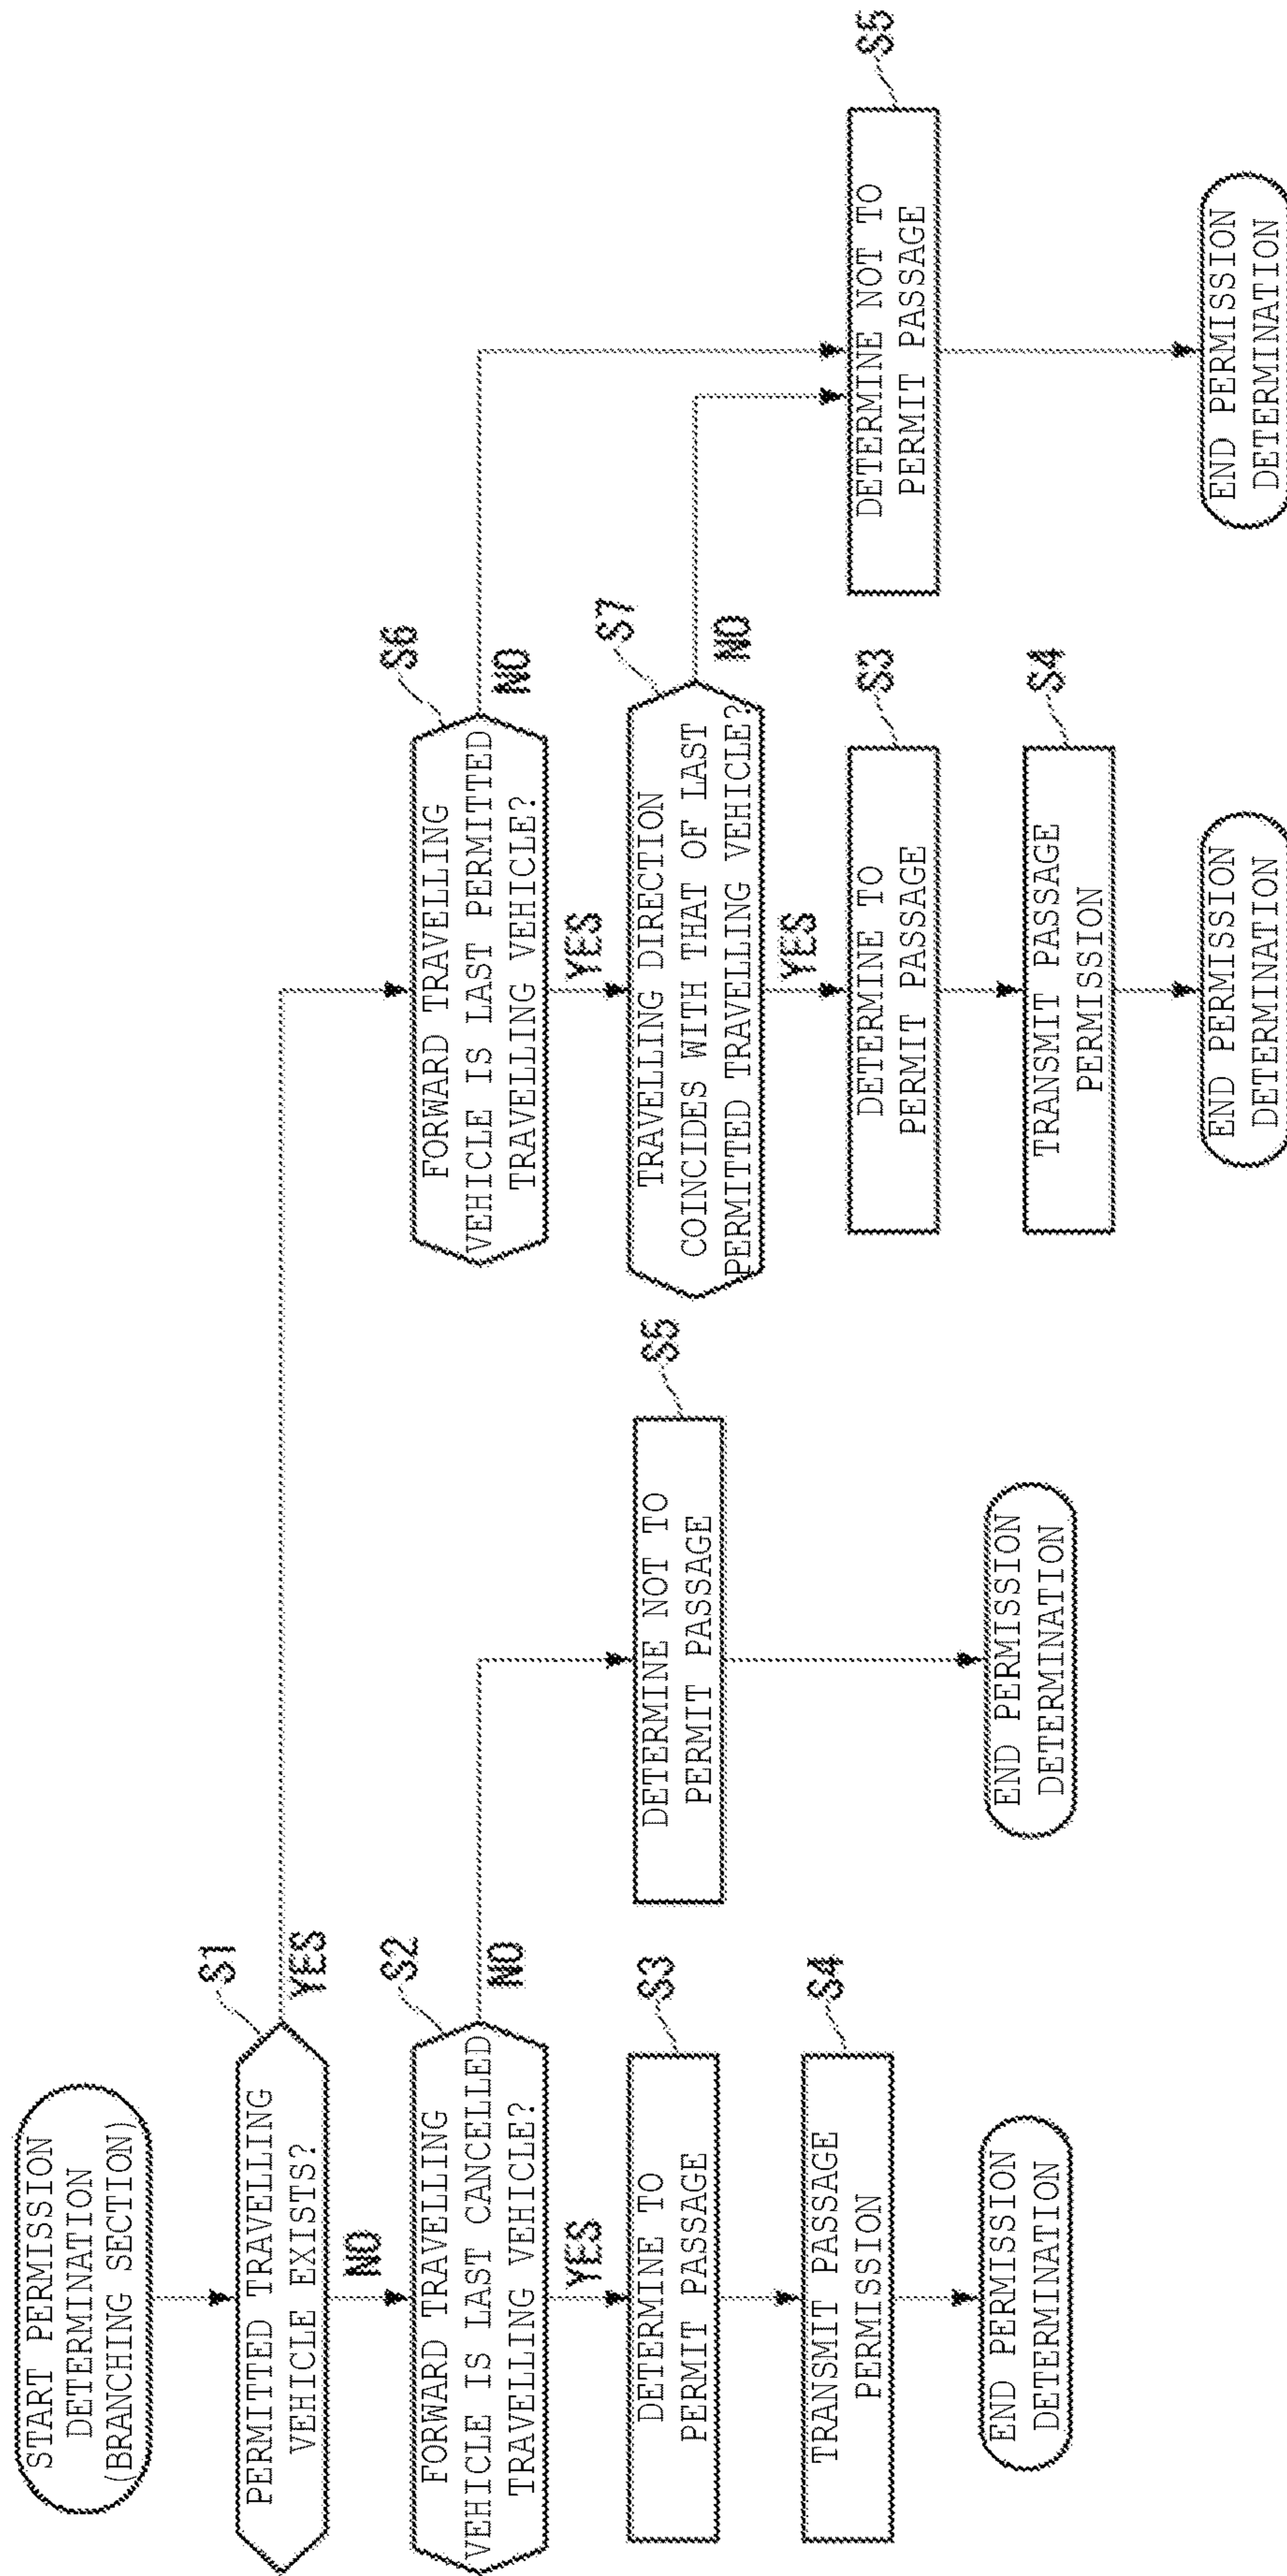 START PERMISSION
DETERMINATION
(BRANCHING SECTION)
S1
PERMITTED TRAVELLING
VEHICLE EXISTS?
YES
NO
S2
FORWARD TRAVELLING
VEHICLE IS LAST CANCELLED
TRAVELLING VEHICLE?
NO
YES
S3
DETERMINE TO
PERMIT PASSAGE
S4
TRANSMIT PASSAGE
PERMISSION
END PERMISSION
DETERMINATION
S5
DETERMINE NOT TO
PERMIT PASSAGE
END PERMISSION
DETERMINATION
S6
FORWARD TRAVELLING
VEHICLE IS LAST PERMITTED
TRAVELLING VEHICLE?
NO
YES
S7
TRAVELLING DIRECTION
COINCIDES WITH THAT OF LAST
PERMITTED TRAVELLING VEHICLE?
NO
YES
S3
DETERMINE TO
PERMIT PASSAGE
S4
TRANSMIT PASSAGE
PERMISSION
END PERMISSION
DETERMINATION
S5
DETERMINE NOT TO
PERMIT PASSAGE
END PERMISSION
DETERMINATION